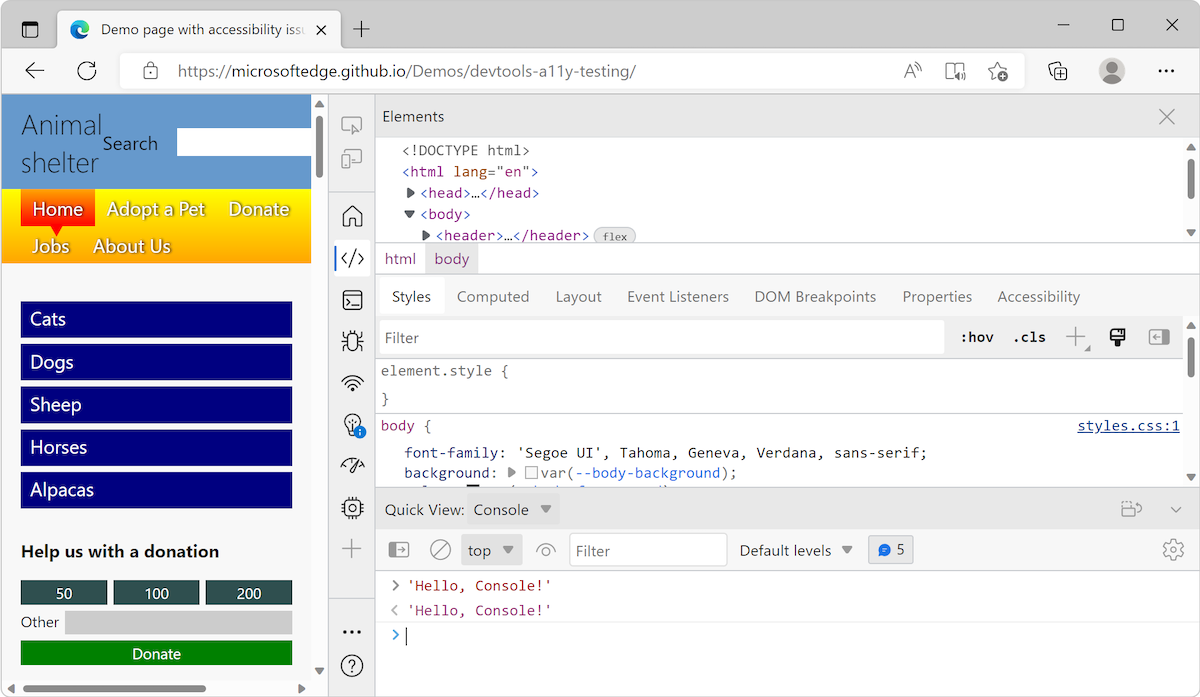 Demo page with accessibility iss
https://microsoftedge.github.io/Demos/devtools-a11y-testing/
Animal
shelter
Search
Home
Adopt a Pet
Donate
Jobs
About Us
Cats
Dogs
Sheep
Horses
Alpacas
Help us with a donation
50 100 200
Other
Donate
Elements
<!DOCTYPE html>
<html lang="en">
<head>…</head>
<body>
<header>…</header> flex
html body
Styles Computed Layout Event Listeners DOM Breakpoints Properties Accessibility
Filter :hov .cls
element.style {
}
body { styles.css:1
font-family: 'Segoe UI', Tahoma, Geneva, Verdana, sans-serif;
background: var(--body-background);
Quick View: Console
top Filter Default levels 5
'Hello, Console!'
'Hello, Console!'